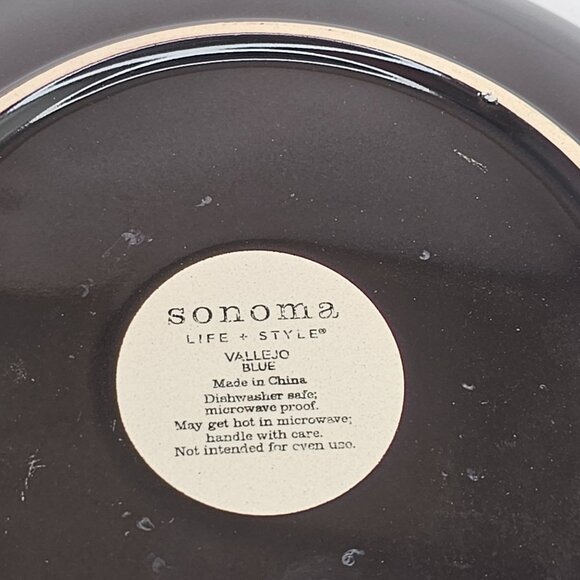 sonoma
LIFE + STYLE®
VALLEJO
BLUE
Made in China
Dishwasher safe;
microwave proof.
May get hot in microwave;
handle with care.
Not intended for oven use.